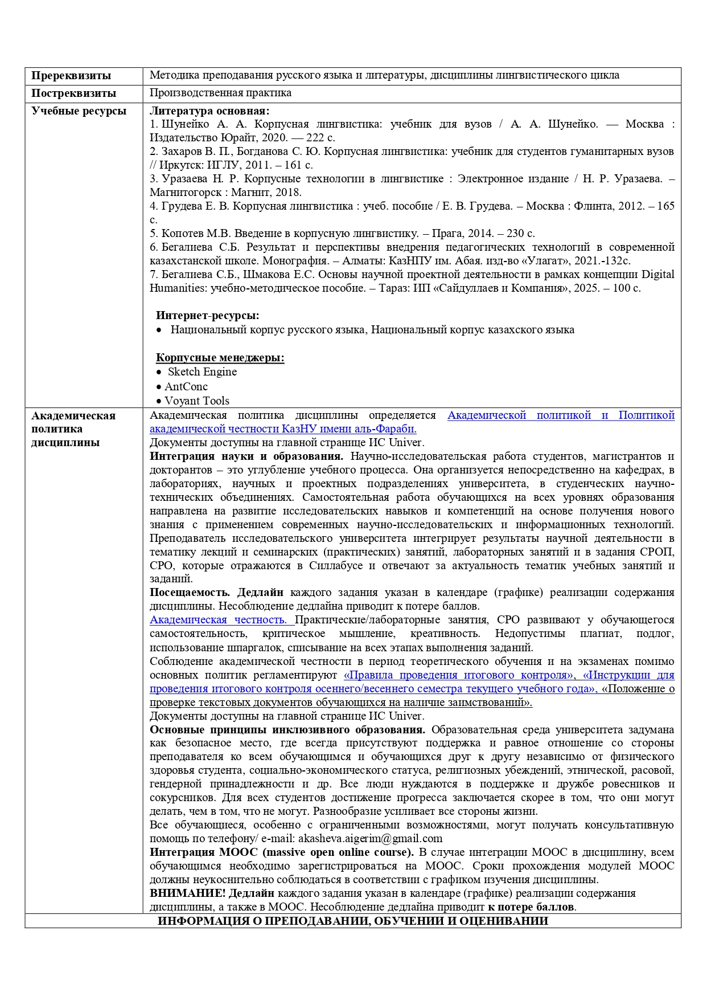 Пререквизиты
Методика преподавания русского языка и литературы, дисциплины лингвистического цикла
Постреквизиты
Производственная практика
Учебные ресурсы
Литература основная:
1. Шунейко А. А. Корпусная лингвистика: учебник для вузов / А. А. Шунейко. — Москва :
Издательство Юрайт, 2020. — 222 с.
2. Захаров В. П., Богданова С. Ю. Корпусная лингвистика: учебник для студентов гуманитарных вузов
// Иркутск: ИГЛУ, 2011. – 161 с.
3. Уразаева Н. Р. Корпусные технологии в лингвистике : Электронное издание / Н. Р. Уразаева. –
Магнитогорск : Магнит, 2018.
4. Грудева Е. В. Корпусная лингвистика : учеб. пособие / Е. В. Грудева. – Москва : Флинта, 2012. – 165
с.
5. Копотев М.В. Введение в корпусную лингвистику. – Прага, 2014. – 230 с.
6. Бегалиева С.Б. Результат и перспективы внедрения педагогических технологий в современной
казахстанской школе. Монография. – Алматы: КазНПУ им. Абая. изд-во «Улагат», 2021.-132с.
7. Бегалиева С.Б., Шмакова Е.С. Основы научной проектной деятельности в рамках концепции Digital
Humanities: учебно-методическое пособие. – Тараз: ИП «Сайдуллаев и Компания», 2025. – 100 с.
Интернет-ресурсы:
• Национальный корпус русского языка, Национальный корпус казахского языка
Корпусные менеджеры:
• Sketch Engine
• AntConc
• Voyant Tools
Академическая
политика
дисциплины
Академическая политика дисциплины определяется Академической политикой и Политикой
академической честности КазНУ имени аль-Фараби.
Документы доступны на главной странице ИС Univer.
Интеграция науки и образования. Научно-исследовательская работа студентов, магистрантов и
докторантов – это углубление учебного процесса. Она организуется непосредственно на кафедрах, в
лабораториях, научных и проектных подразделениях университета, в студенческих научно-
технических объединениях. Самостоятельная работа обучающихся на всех уровнях образования
направлена на развитие исследовательских навыков и компетенций на основе получения нового
знания с применением современных научно-исследовательских и информационных технологий.
Преподаватель исследовательского университета интегрирует результаты научной деятельности в
тематику лекций и семинарских (практических) занятий, лабораторных занятий и в задания СРОП,
СРО, которые отражаются в Силлабусе и отвечают за актуальность тематик учебных занятий и
заданий.
Посещаемость. Дедлайн каждого задания указан в календаре (графике) реализации содержания
дисциплины. Несоблюдение дедлайна приводит к потере баллов.
Академическая честность. Практические/лабораторные занятия, СРО развивают у обучающегося
самостоятельность, критическое мышление, креативность. Недопустимы плагиат, подлог,
использование шпаргалок, списывание на всех этапах выполнения заданий.
Соблюдение академической честности в период теоретического обучения и на экзаменах помимо
основных политик регламентируют «Правила проведения итогового контроля», «Инструкции для
проведения итогового контроля осеннего/весеннего семестра текущего учебного года», «Положение о
проверке текстовых документов обучающихся на наличие заимствований».
Документы доступны на главной странице ИС Univer.
Основные принципы инклюзивного образования. Образовательная среда университета задумана
как безопасное место, где всегда присутствуют поддержка и равное отношение со стороны
преподавателя ко всем обучающимся и обучающихся друг к другу независимо от физического
здоровья студента, социально-экономического статуса, религиозных убеждений, этнической, расовой,
гендерной принадлежности и др. Все люди нуждаются в поддержке и дружбе ровесников и
сокурсников. Для всех студентов достижение прогресса заключается скорее в том, что они могут
делать, чем в том, что не могут. Разнообразие усиливает все стороны жизни.
Все обучающиеся, особенно с ограниченными возможностями, могут получать консультативную
помощь по телефону/ e-mail: akasheva.aigerim@gmail.com
Интеграция МООС (massive open online course). В случае интеграции МООС в дисциплину, всем
обучающимся необходимо зарегистрироваться на МООС. Сроки прохождения модулей МООС
должны неукоснительно соблюдаться в соответствии с графиком изучения дисциплины.
ВНИМАНИЕ! Дедлайн каждого задания указан в календаре (графике) реализации содержания
дисциплины, а также в МООС. Несоблюдение дедлайна приводит к потере баллов.
ИНФОРМАЦИЯ О ПРЕПОДАВАНИИ, ОБУЧЕНИИ И ОЦЕНИВАНИИ